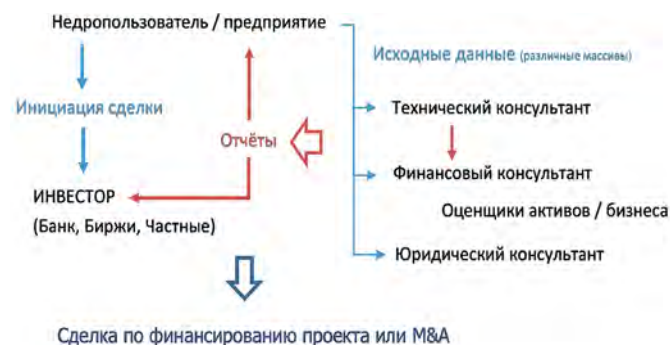 Недропользователь / предприятие
Исходные данные (различные массивы)
Инициация сделки
Технический консультант
Отчёты
Финансовый консультант
ИНВЕСТОР
(Банк, Биржи, Частные)
Оценщики активов / бизнеса
Юридический консультант
Сделка по финансированию проекта или М&А